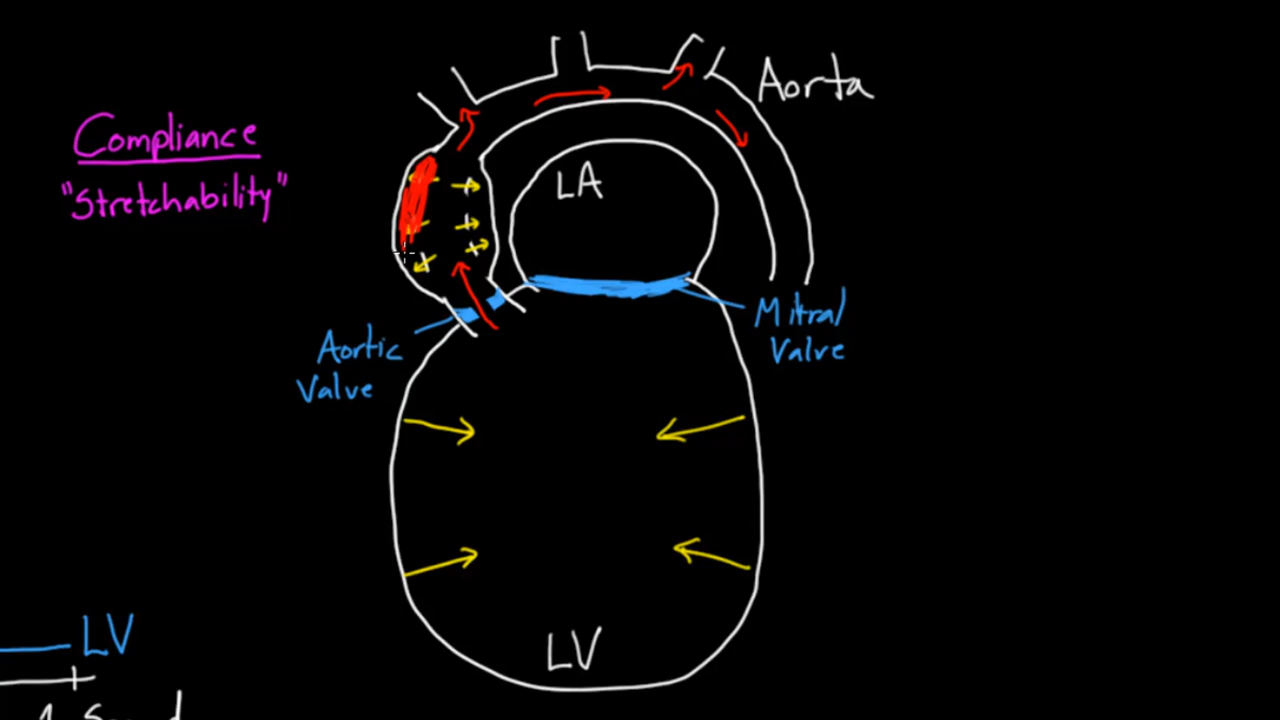 Aorta
Compliance
"Stretchability"
LA
Mitral
Valve
Aortic
Valve
LV
LV